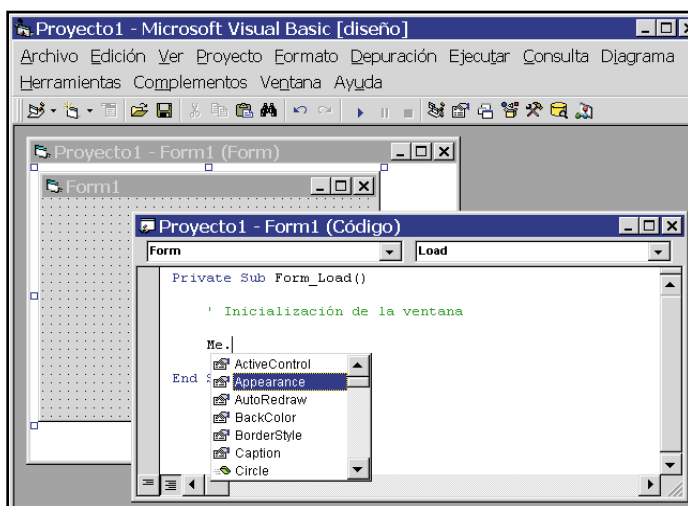 Proyecto1 - Microsoft Visual Basic [diseño]
Archivo Edición Ver Proyecto Formato Depuración Ejecutar Consulta Diagrama
Herramientas Complementos Ventana Ayuda
Proyecto1 - Form1 (Form)
Form1
Proyecto1 - Form1 (Código)
Form Load
Private Sub Form_Load()
' Inicialización de la ventana
Me.
ActiveControl
End S
Appearance
AutoRedraw
BackColor
BorderStyle
Caption
Circle